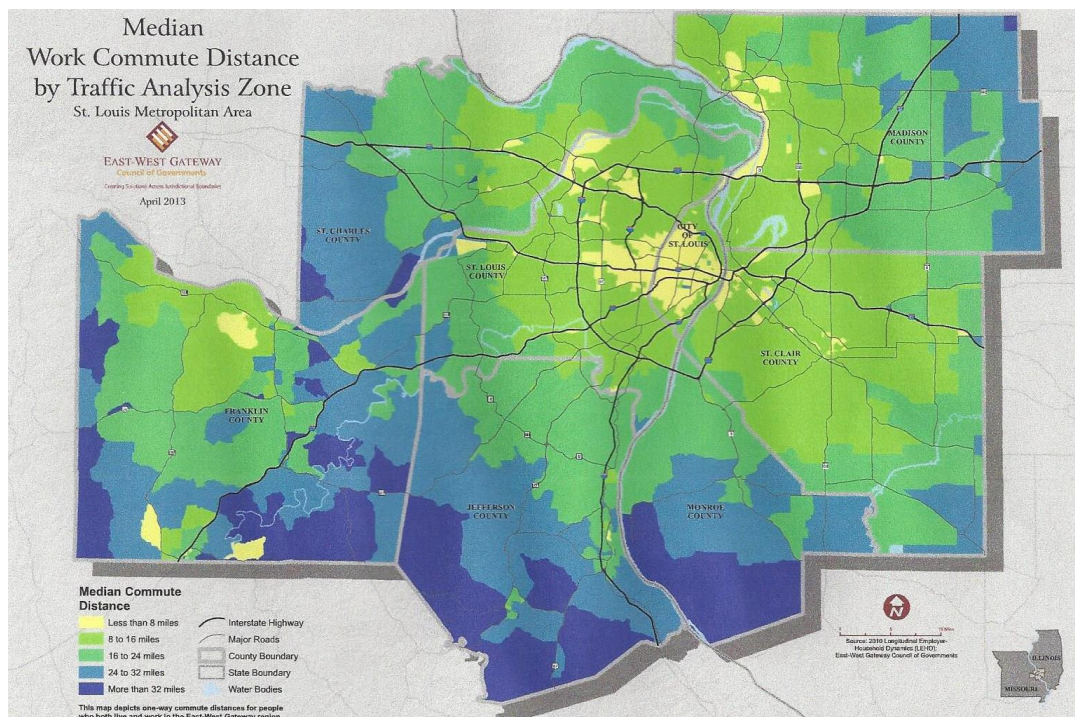 Median
Work Commute Distance
by Traffic Analysis Zone
St. Louis Metropolitan Area
EAST-WEST GATEWAY
Council of Governments
Creating Solutions Across Jurisdictional Boundaries
April 2013
MADISON
COUNTY
ST. CHARLES
COUNTY
CITY
OF
ST. LOUIS
ST. LOUIS
COUNTY
ST. CLAIR
COUNTY
FRANKLIN
COUNTY
JEFFERSON
COUNTY
MONROE
COUNTY
Median Commute
Distance
Less than 8 miles
8 to 16 miles
16 to 24 miles
24 to 32 miles
More than 32 miles
Interstate Highway
Major Roads
County Boundary
State Boundary
Water Bodies
This map depicts one-way commute distances for people
who both live and work in the East-West Gateway region
N
Source: 2010 Longitudinal Employer-
Household Dynamics (LEHD);
East-West Gateway Council of Governments
ILLINOIS
MISSOURI